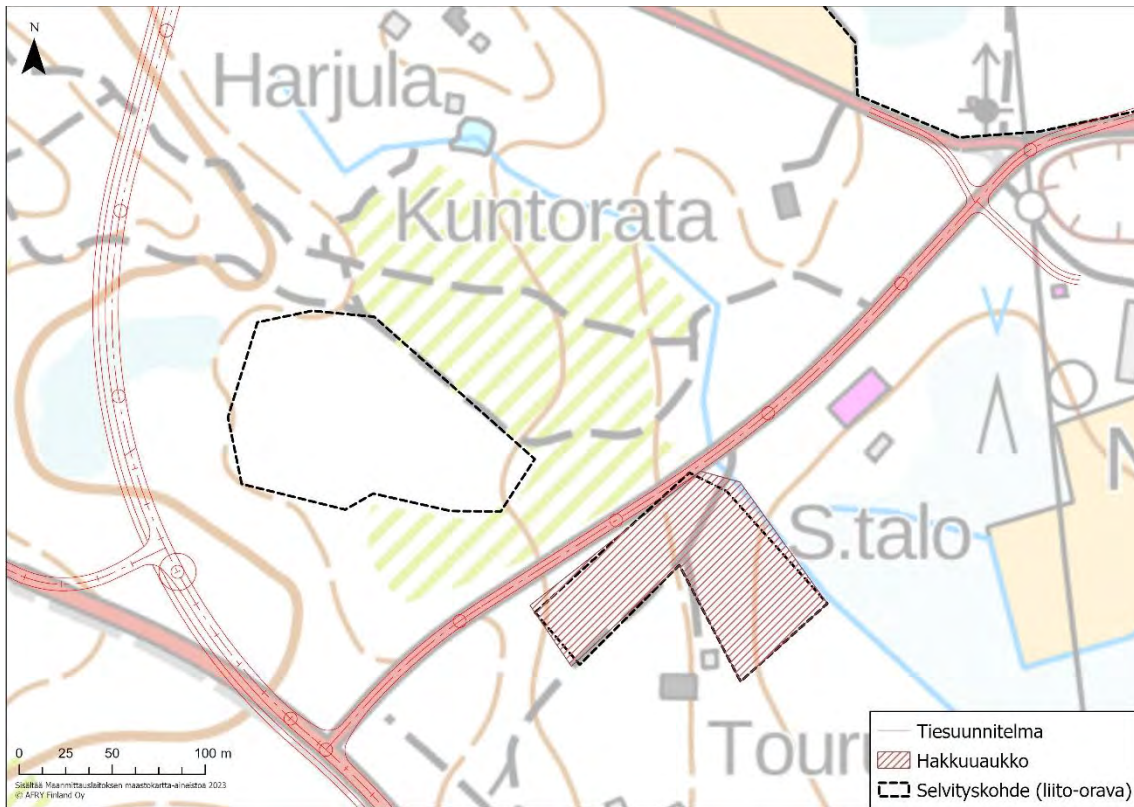 N
Harjula
Kuntorata
S.talo
Tiesuunnitelma
Hakkuuaukko
Selvityskohde (liito-orava)
0 25 50 100 m
Sisältää Maanmittauslaitoksen maastokartta-aineistoa 2023
© AFRY Finland Oy